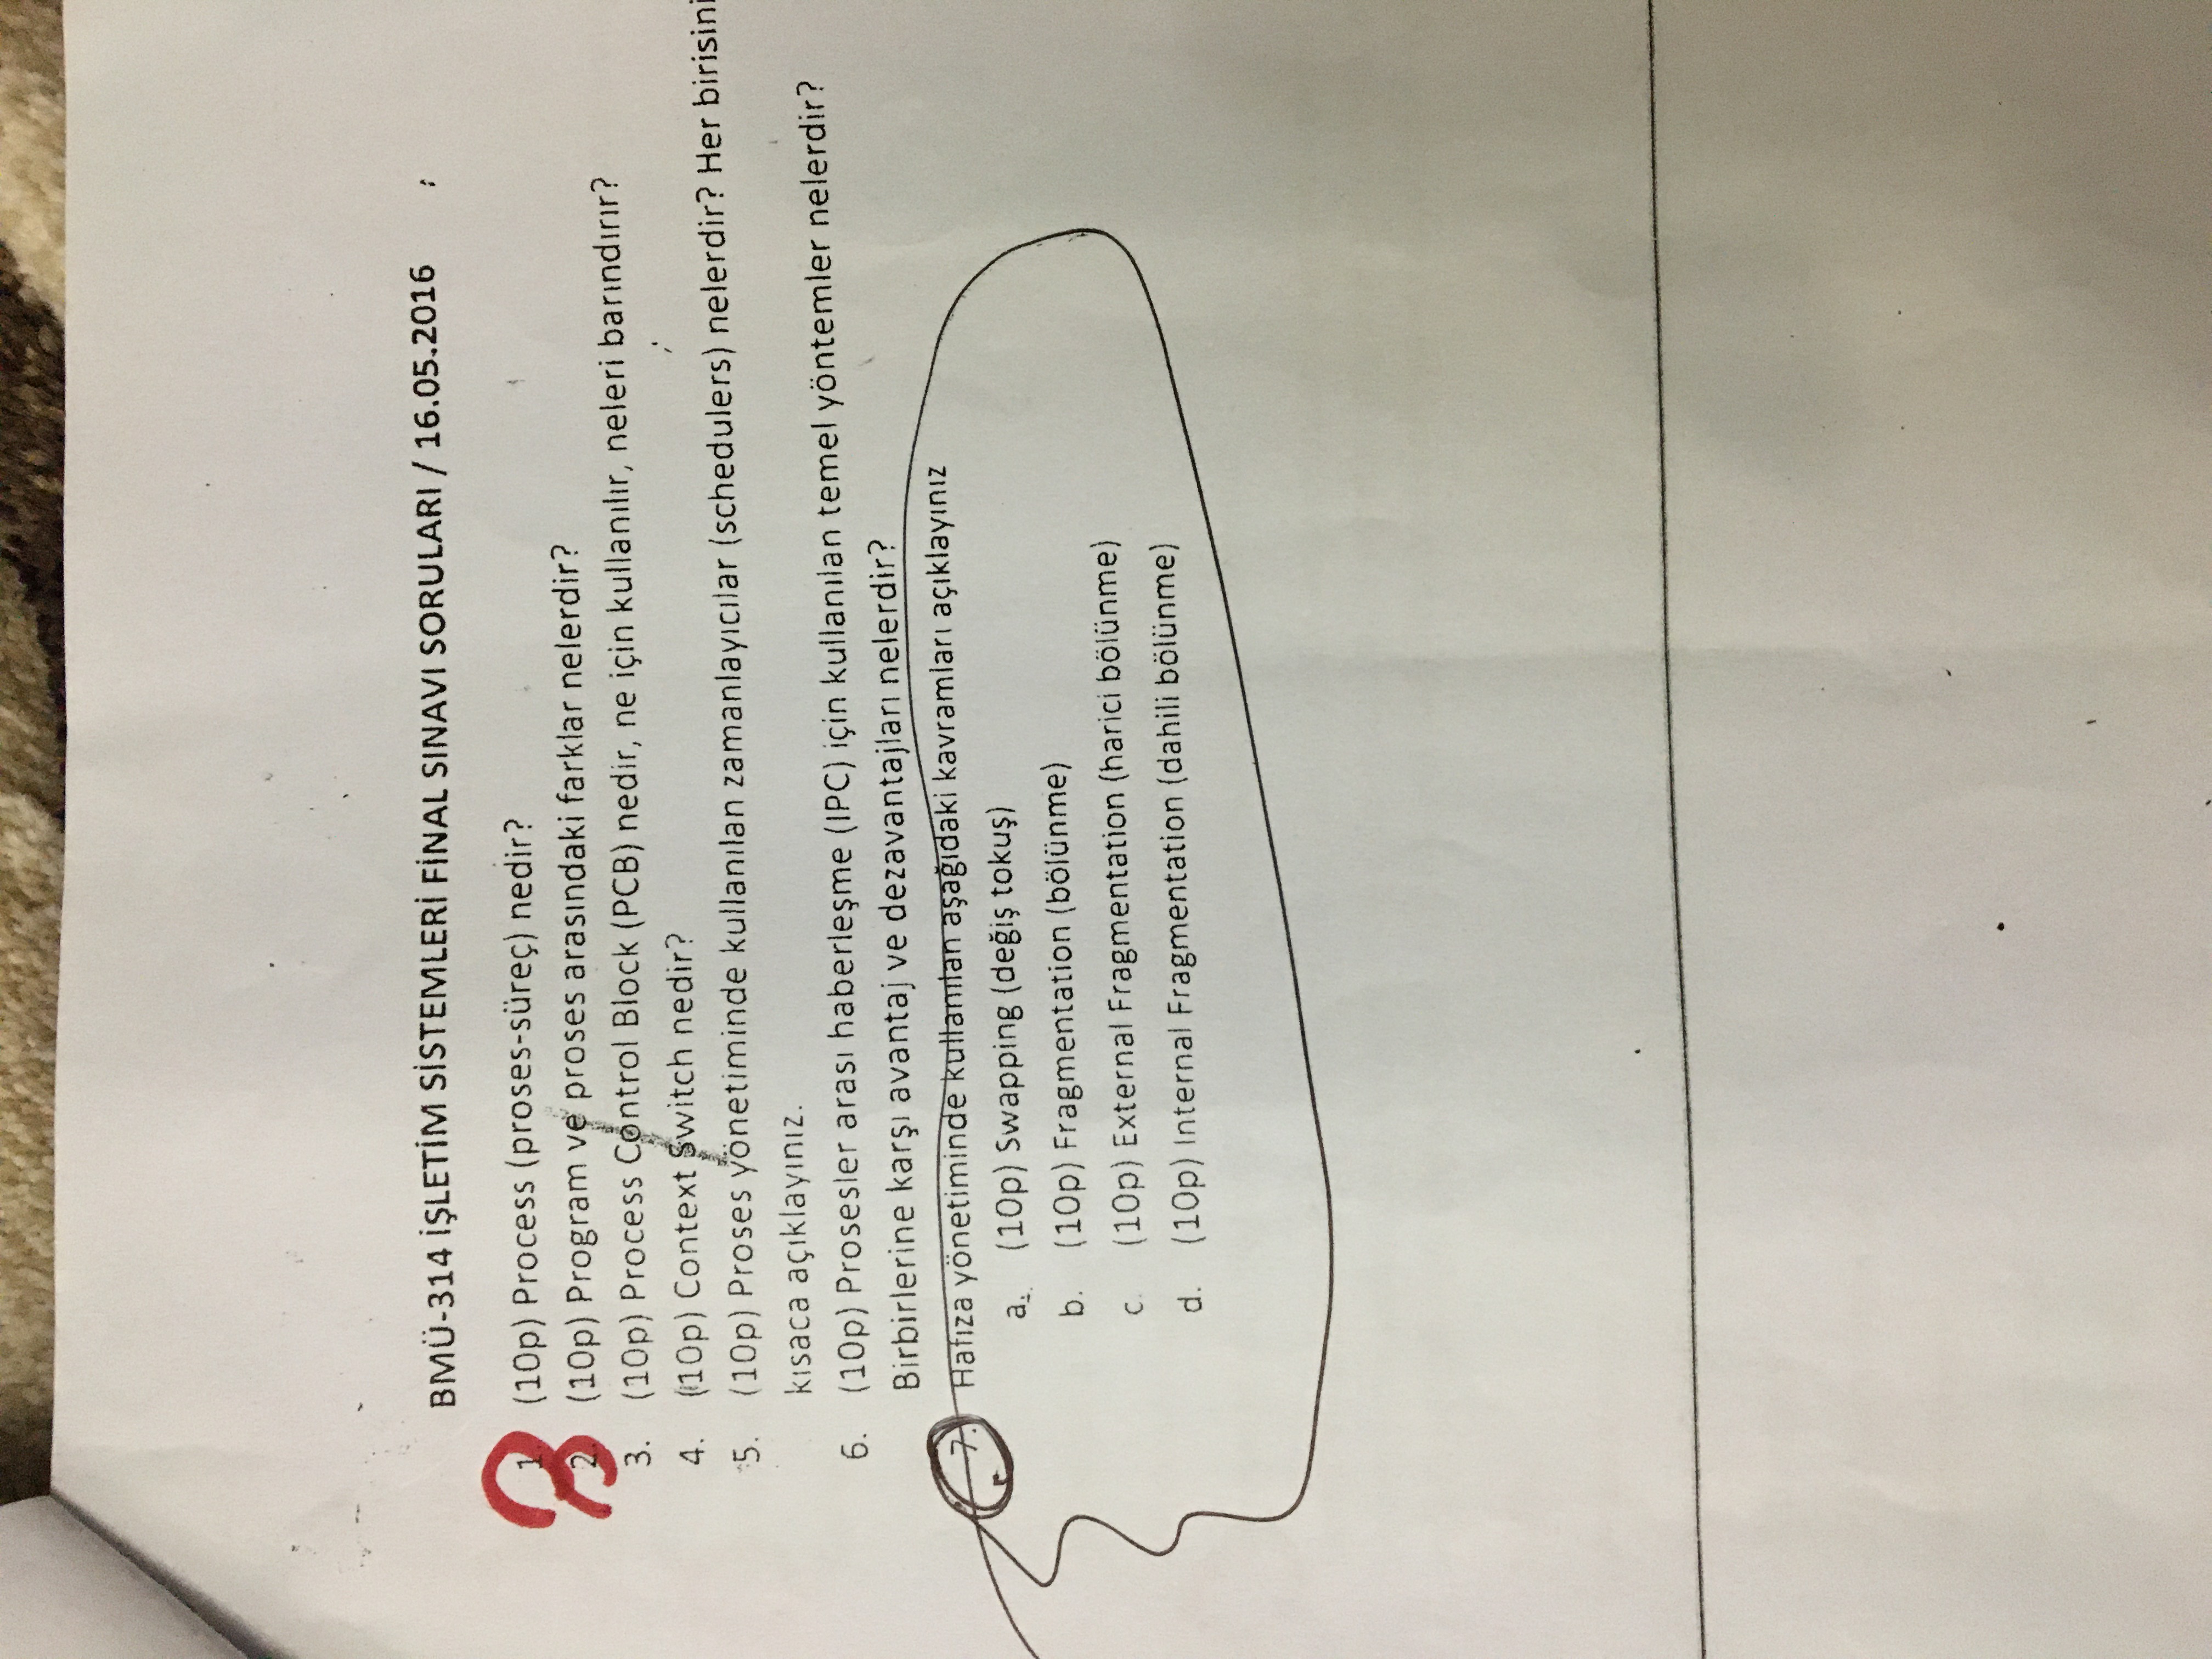 BMÜ-314 İŞLETİM SİSTEMLERİ FİNAL SINAVI SORULARI / 16.05.2016
1. (10p) Process (proses-süreç) nedir?
2. (10p) Program ve proses arasındaki farklar nelerdir?
3. (10p) Process Control Block (PCB) nedir, ne için kullanılır, neleri barındırır?
4. (10p) Context Switch nedir?
5. (10p) Proses yönetiminde kullanılan zamanlayıcılar (schedulers) nelerdir? Her birisini
kısaca açıklayınız.
6. (10p) Prosesler arası haberleşme (IPC) için kullanılan temel yöntemler nelerdir?
Birbirlerine karşı avantaj ve dezavantajları nelerdir?
7. Hafıza yönetiminde kullanılan aşağıdaki kavramları açıklayınız
a. (10p) Swapping (değiş tokuş)
b. (10p) Fragmentation (bölünme)
c. (10p) External Fragmentation (harici bölünme)
d. (10p) Internal Fragmentation (dahili bölünme)